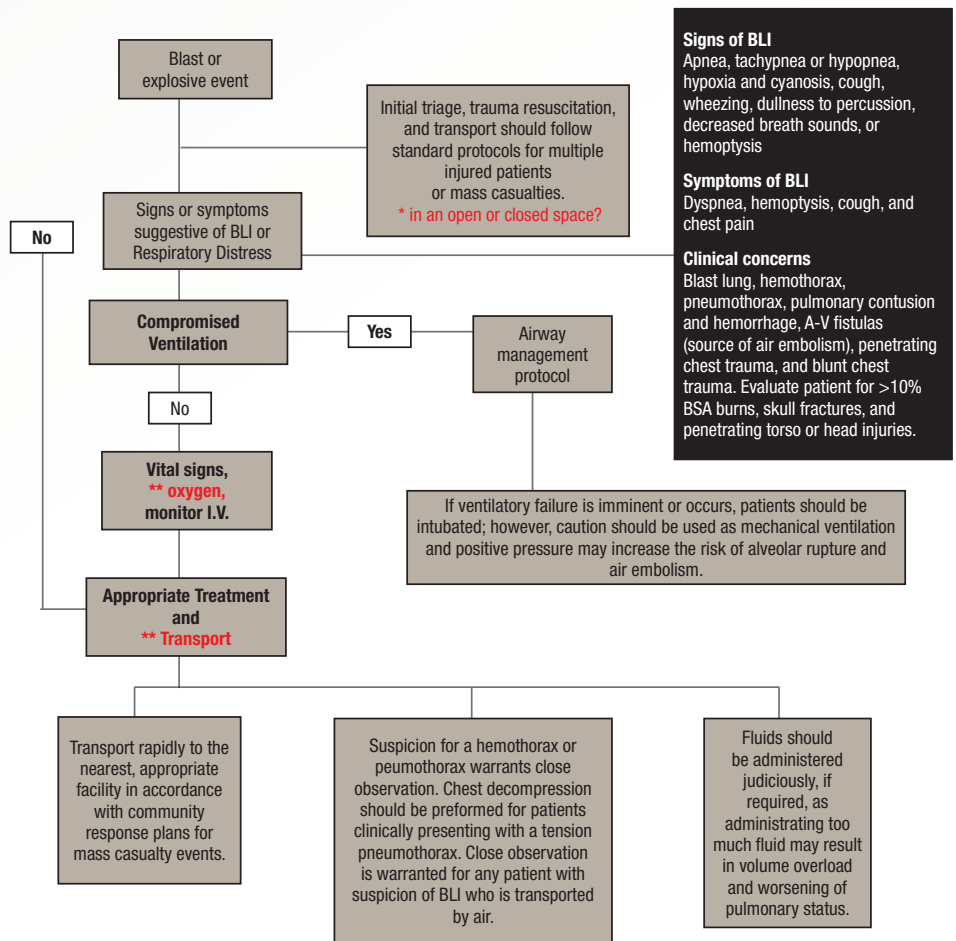 Blast or
explosive event
Initial triage, trauma resuscitation,
and transport should follow
standard protocols for multiple
injured patients
or mass casualties.
* in an open or closed space?
Signs of BLI
Apnea, tachypnea or hypopnea,
hypoxia and cyanosis, cough,
wheezing, dullness to percussion,
decreased breath sounds, or
hemoptysis
Symptoms of BLI
Dyspnea, hemoptysis, cough, and
chest pain
Clinical concerns
Blast lung, hemothorax,
pneumothorax, pulmonary contusion
and hemorrhage, A-V fistulas
(source of air embolism), penetrating
chest trauma, and blunt chest
trauma. Evaluate patient for >10%
BSA burns, skull fractures, and
penetrating torso or head injuries.
No
Signs or symptoms
suggestive of BLI or
Respiratory Distress
Compromised
Ventilation
Yes
Airway
management
protocol
No
Vital signs,
** oxygen,
monitor I.V.
If ventilatory failure is imminent or occurs, patients should be
intubated; however, caution should be used as mechanical ventilation
and positive pressure may increase the risk of alveolar rupture and
air embolism.
Appropriate Treatment
and
** Transport
Transport rapidly to the
nearest, appropriate
facility in accordance
with community
response plans for
mass casualty events.
Suspicion for a hemothorax or
peumothorax warrants close
observation. Chest decompression
should be preformed for patients
clinically presenting with a tension
pneumothorax. Close observation
is warranted for any patient with
suspicion of BLI who is transported
by air.
Fluids should
be administered
judiciously, if
required, as
administrating too
much fluid may result
in volume overload
and worsening of
pulmonary status.